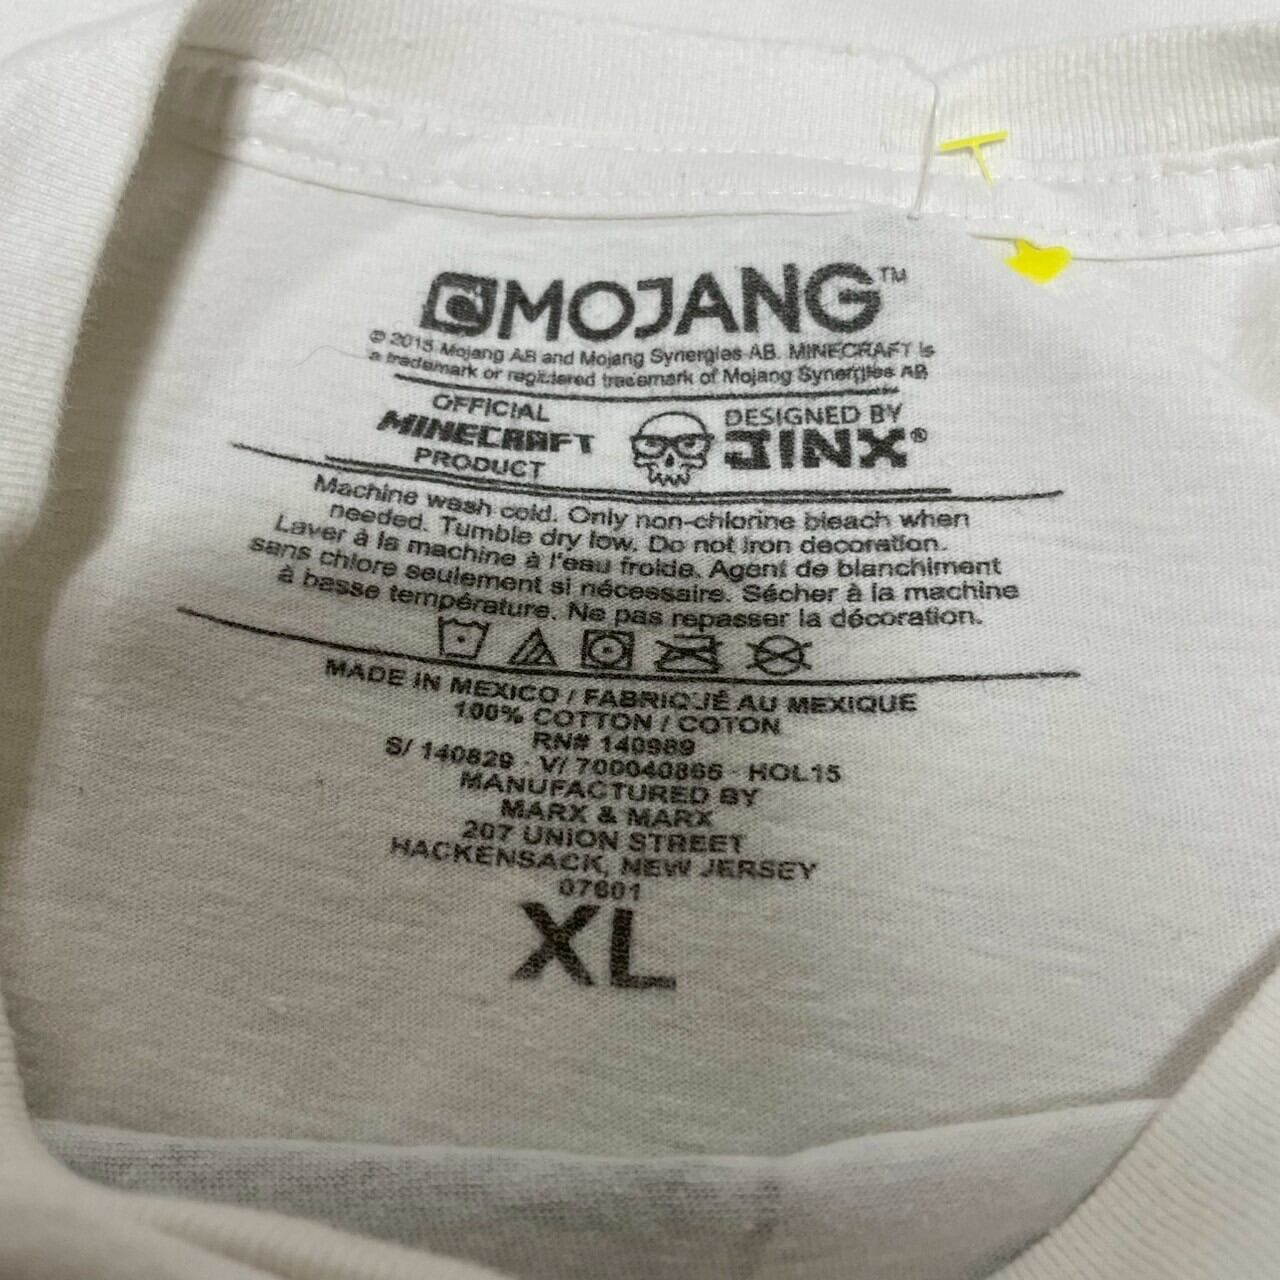 MOJANG™
© 2015 Mojang AB and Mojang Synergies AB. MINECRAFT is
a trademark or registered trademark of Mojang Synergies AB
OFFICIAL
MINECRAFT
PRODUCT
DESIGNED BY
JINX®
Machine wash cold. Only non-chlorine bleach when
needed. Tumble dry low. Do not iron decoration.
Laver à la machine à l'eau froide. Agent de blanchiment
sans chlore seulement si nécessaire. Sécher à la machine
à basse température. Ne pas repasser la décoration.
MADE IN MEXICO / FABRIQUÉ AU MEXIQUE
100% COTTON / COTON
RN# 140989
S/ 140829 - V/ 700040866 - HOL15
MANUFACTURED BY
MARX & MARX
207 UNION STREET
HACKENSACK, NEW JERSEY
07601
XL